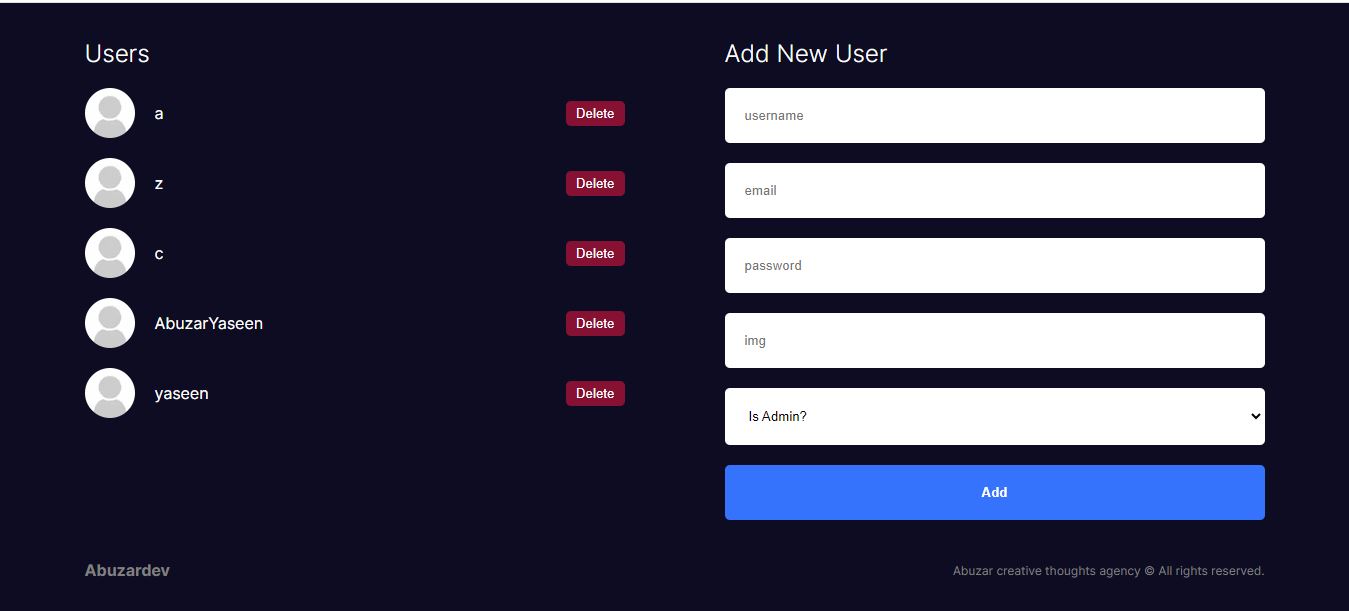 Users
a
Delete
z
Delete
c
Delete
AbuzarYaseen
Delete
yaseen
Delete
Add New User
username
email
password
img
Is Admin?
Add
Abuzardev
Abuzar creative thoughts agency © All rights reserved.